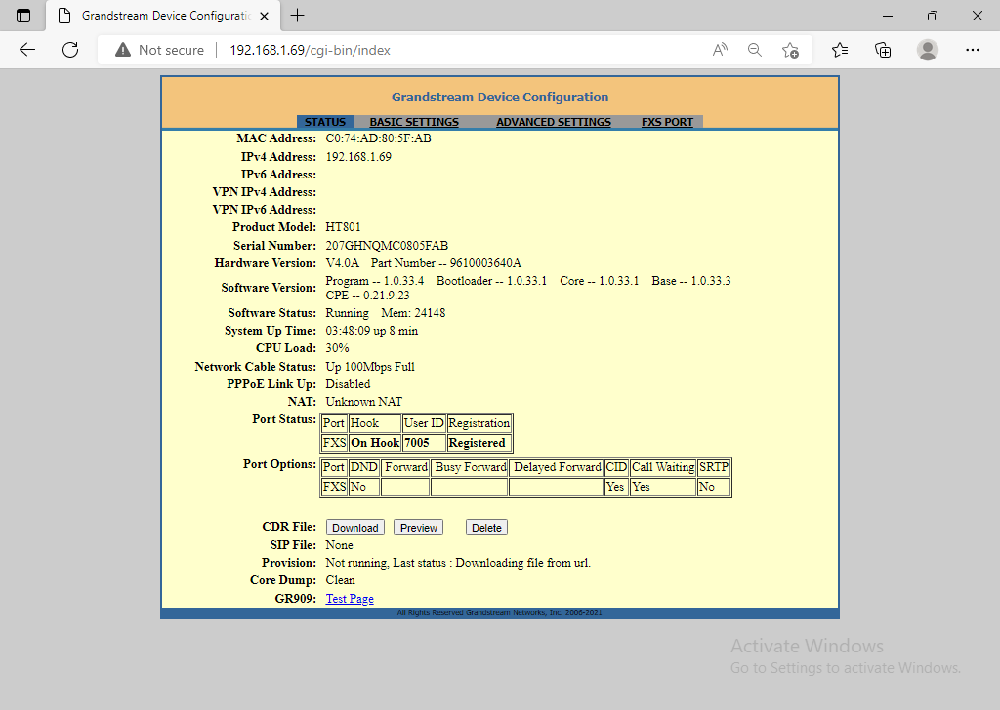 Grandstream Device Configuratic
Not secure 192.168.1.69/cgi-bin/index
Grandstream Device Configuration
STATUS BASIC SETTINGS ADVANCED SETTINGS FXS PORT
MAC Address: C0:74:AD:80:5F:AB
IPv4 Address: 192.168.1.69
IPv6 Address:
VPN IPv4 Address:
VPN IPv6 Address:
Product Model: HT801
Serial Number: 207GHNQMC0805FAB
Hardware Version: V4.0A Part Number -- 9610003640A
Software Version: Program -- 1.0.33.4 Bootloader -- 1.0.33.1 Core -- 1.0.33.1 Base -- 1.0.33.3
CPE -- 0.21.9.23
Software Status: Running Mem: 24148
System Up Time: 03:48:09 up 8 min
CPU Load: 30%
Network Cable Status: Up 100Mbps Full
PPPoE Link Up: Disabled
NAT: Unknown NAT
Port Status: Port Hook User ID Registration
FXS On Hook 7005 Registered
Port Options: Port DND Forward Busy Forward Delayed Forward CID Call Waiting SRTP
FXS No Yes Yes No
CDR File: Download Preview Delete
SIP File: None
Provision: Not running, Last status : Downloading file from url.
Core Dump: Clean
GR909: Test Page
All Rights Reserved Grandstream Networks, Inc. 2006-2021
Activate Windows
Go to Settings to activate Windows.